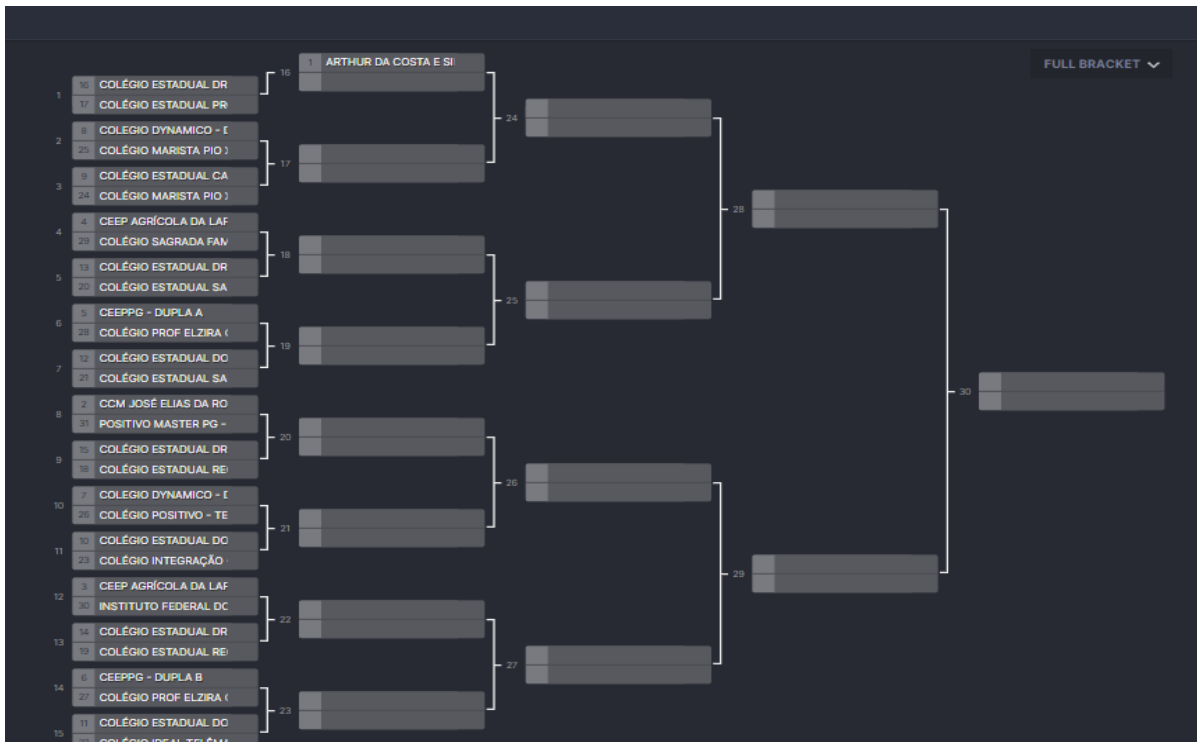 FULL BRACKET
1 ARTHUR DA COSTA E SI
16
1
16 COLÉGIO ESTADUAL DR
17 COLÉGIO ESTADUAL PR
2
8 COLEGIO DYNAMICO - D
25 COLÉGIO MARISTA PIO X
17
3
9 COLÉGIO ESTADUAL CA
24 COLÉGIO MARISTA PIO X
24
4
4 CEEP AGRÍCOLA DA LAP
29 COLÉGIO SAGRADA FAM
18
5
13 COLÉGIO ESTADUAL DR
20 COLÉGIO ESTADUAL SA
28
6
5 CEEPPG - DUPLA A
28 COLÉGIO PROF ELZIRA C
19
7
12 COLÉGIO ESTADUAL DO
21 COLÉGIO ESTADUAL SA
25
8
2 CCM JOSÉ ELIAS DA RO
31 POSITIVO MASTER PG -
20
9
15 COLÉGIO ESTADUAL DR
18 COLÉGIO ESTADUAL RE
30
10
7 COLEGIO DYNAMICO - D
26 COLÉGIO POSITIVO - TE
21
11
10 COLÉGIO ESTADUAL DO
23 COLÉGIO INTEGRAÇÃO
26
12
3 CEEP AGRÍCOLA DA LAP
30 INSTITUTO FEDERAL DO
22
13
14 COLÉGIO ESTADUAL DR
19 COLÉGIO ESTADUAL RE
29
14
6 CEEPPG - DUPLA B
27 COLÉGIO PROF ELZIRA C
23
15
11 COLÉGIO ESTADUAL DO
COLÉGIO IDEAL
27